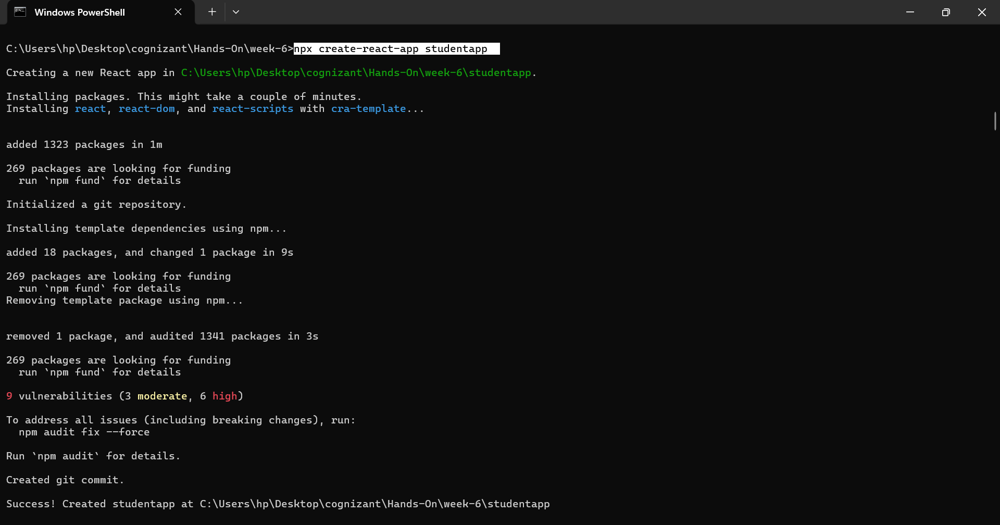 Windows PowerShell
C:\Users\hp\Desktop\cognizant\Hands-On\week-6>npx create-react-app studentapp
Creating a new React app in C:\Users\hp\Desktop\cognizant\Hands-On\week-6\studentapp.
Installing packages. This might take a couple of minutes.
Installing react, react-dom, and react-scripts with cra-template...
added 1323 packages in 1m
269 packages are looking for funding
  run `npm fund` for details
Initialized a git repository.
Installing template dependencies using npm...
added 18 packages, and changed 1 package in 9s
269 packages are looking for funding
  run `npm fund` for details
Removing template package using npm...
removed 1 package, and audited 1341 packages in 3s
269 packages are looking for funding
  run `npm fund` for details
9 vulnerabilities (3 moderate, 6 high)
To address all issues (including breaking changes), run:
  npm audit fix --force
Run `npm audit` for details.
Created git commit.
Success! Created studentapp at C:\Users\hp\Desktop\cognizant\Hands-On\week-6\studentapp